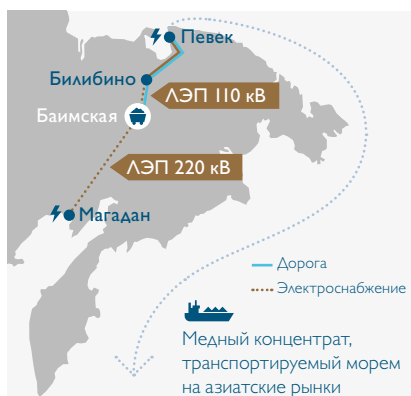 Певек
Билибино
ЛЭП 110 кВ
Баимская
ЛЭП 220 кВ
Магадан
Дорога
Электроснабжение
Медный концентрат,
транспортируемый морем
на азиатские рынки